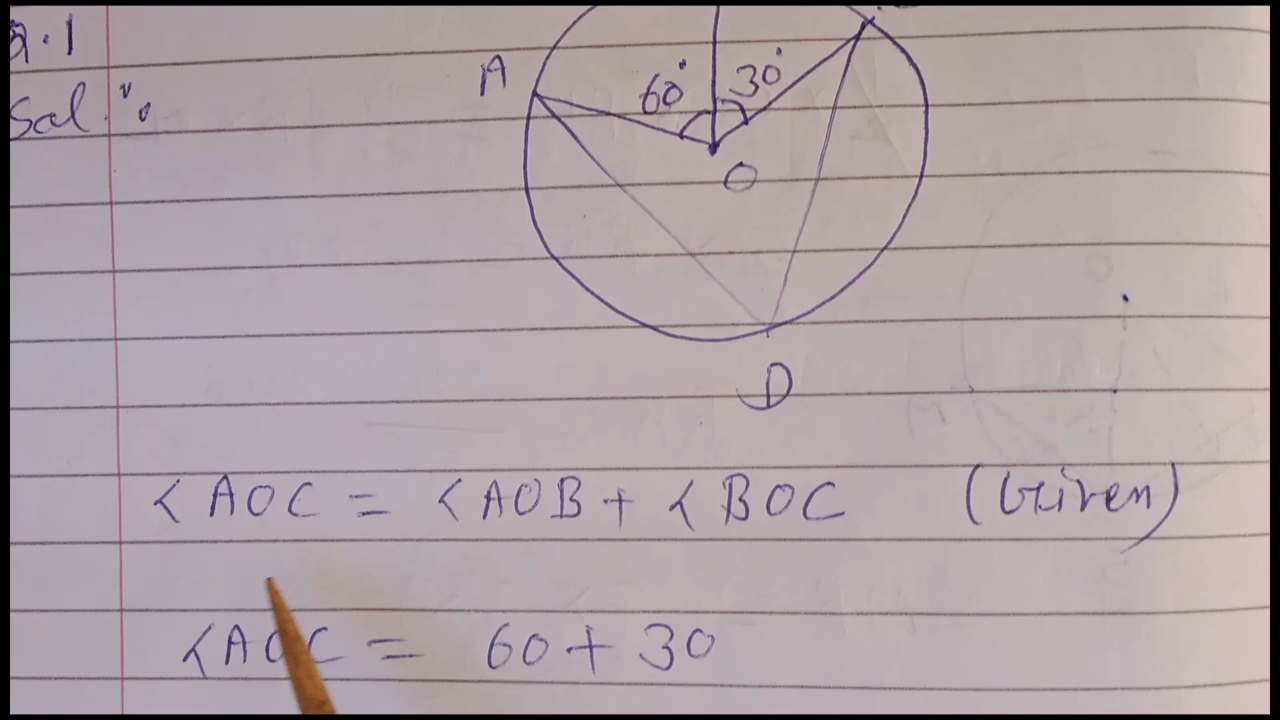 Q.1
Sol :
A
60°
30°
O
D
<AOC = <AOB + <BOC (Given)
<AOC = 60 + 30